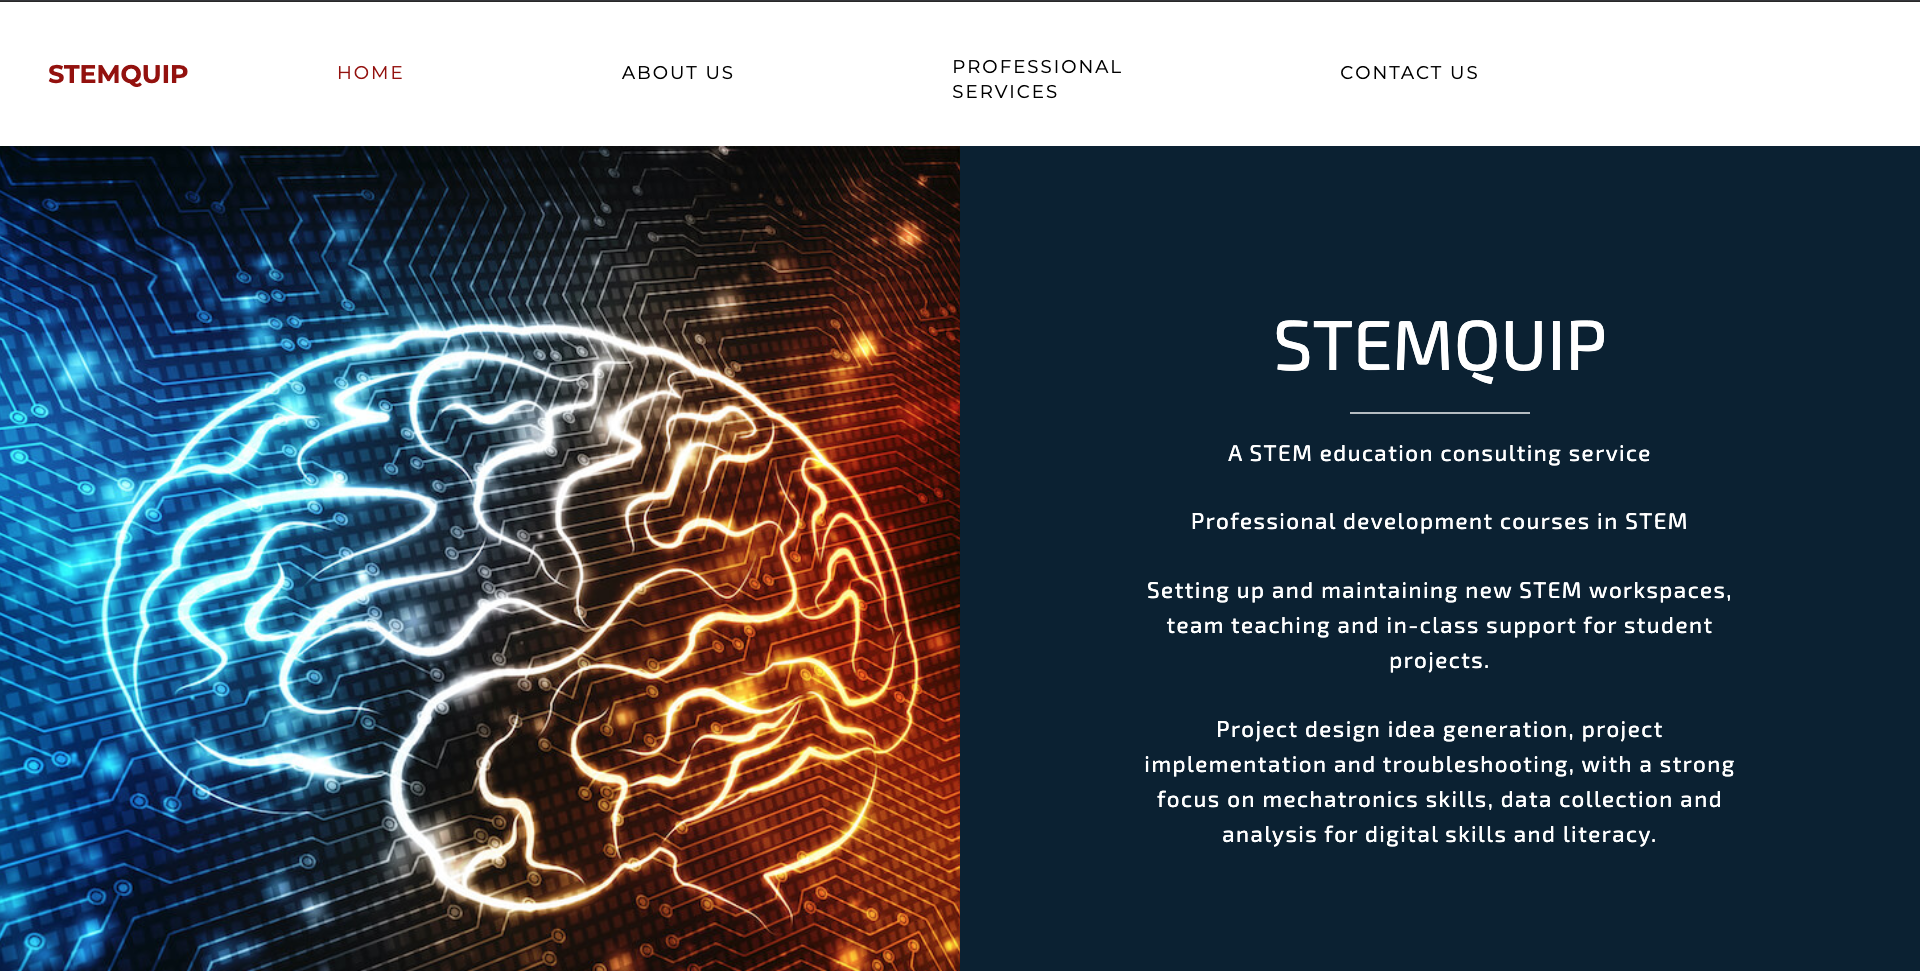 STEMQUIP
HOME
ABOUT US
PROFESSIONAL
SERVICES
CONTACT US
STEMQUIP
A STEM education consulting service
Professional development courses in STEM
Setting up and maintaining new STEM workspaces,
team teaching and in-class support for student
projects.
Project design idea generation, project
implementation and troubleshooting, with a strong
focus on mechatronics skills, data collection and
analysis for digital skills and literacy.